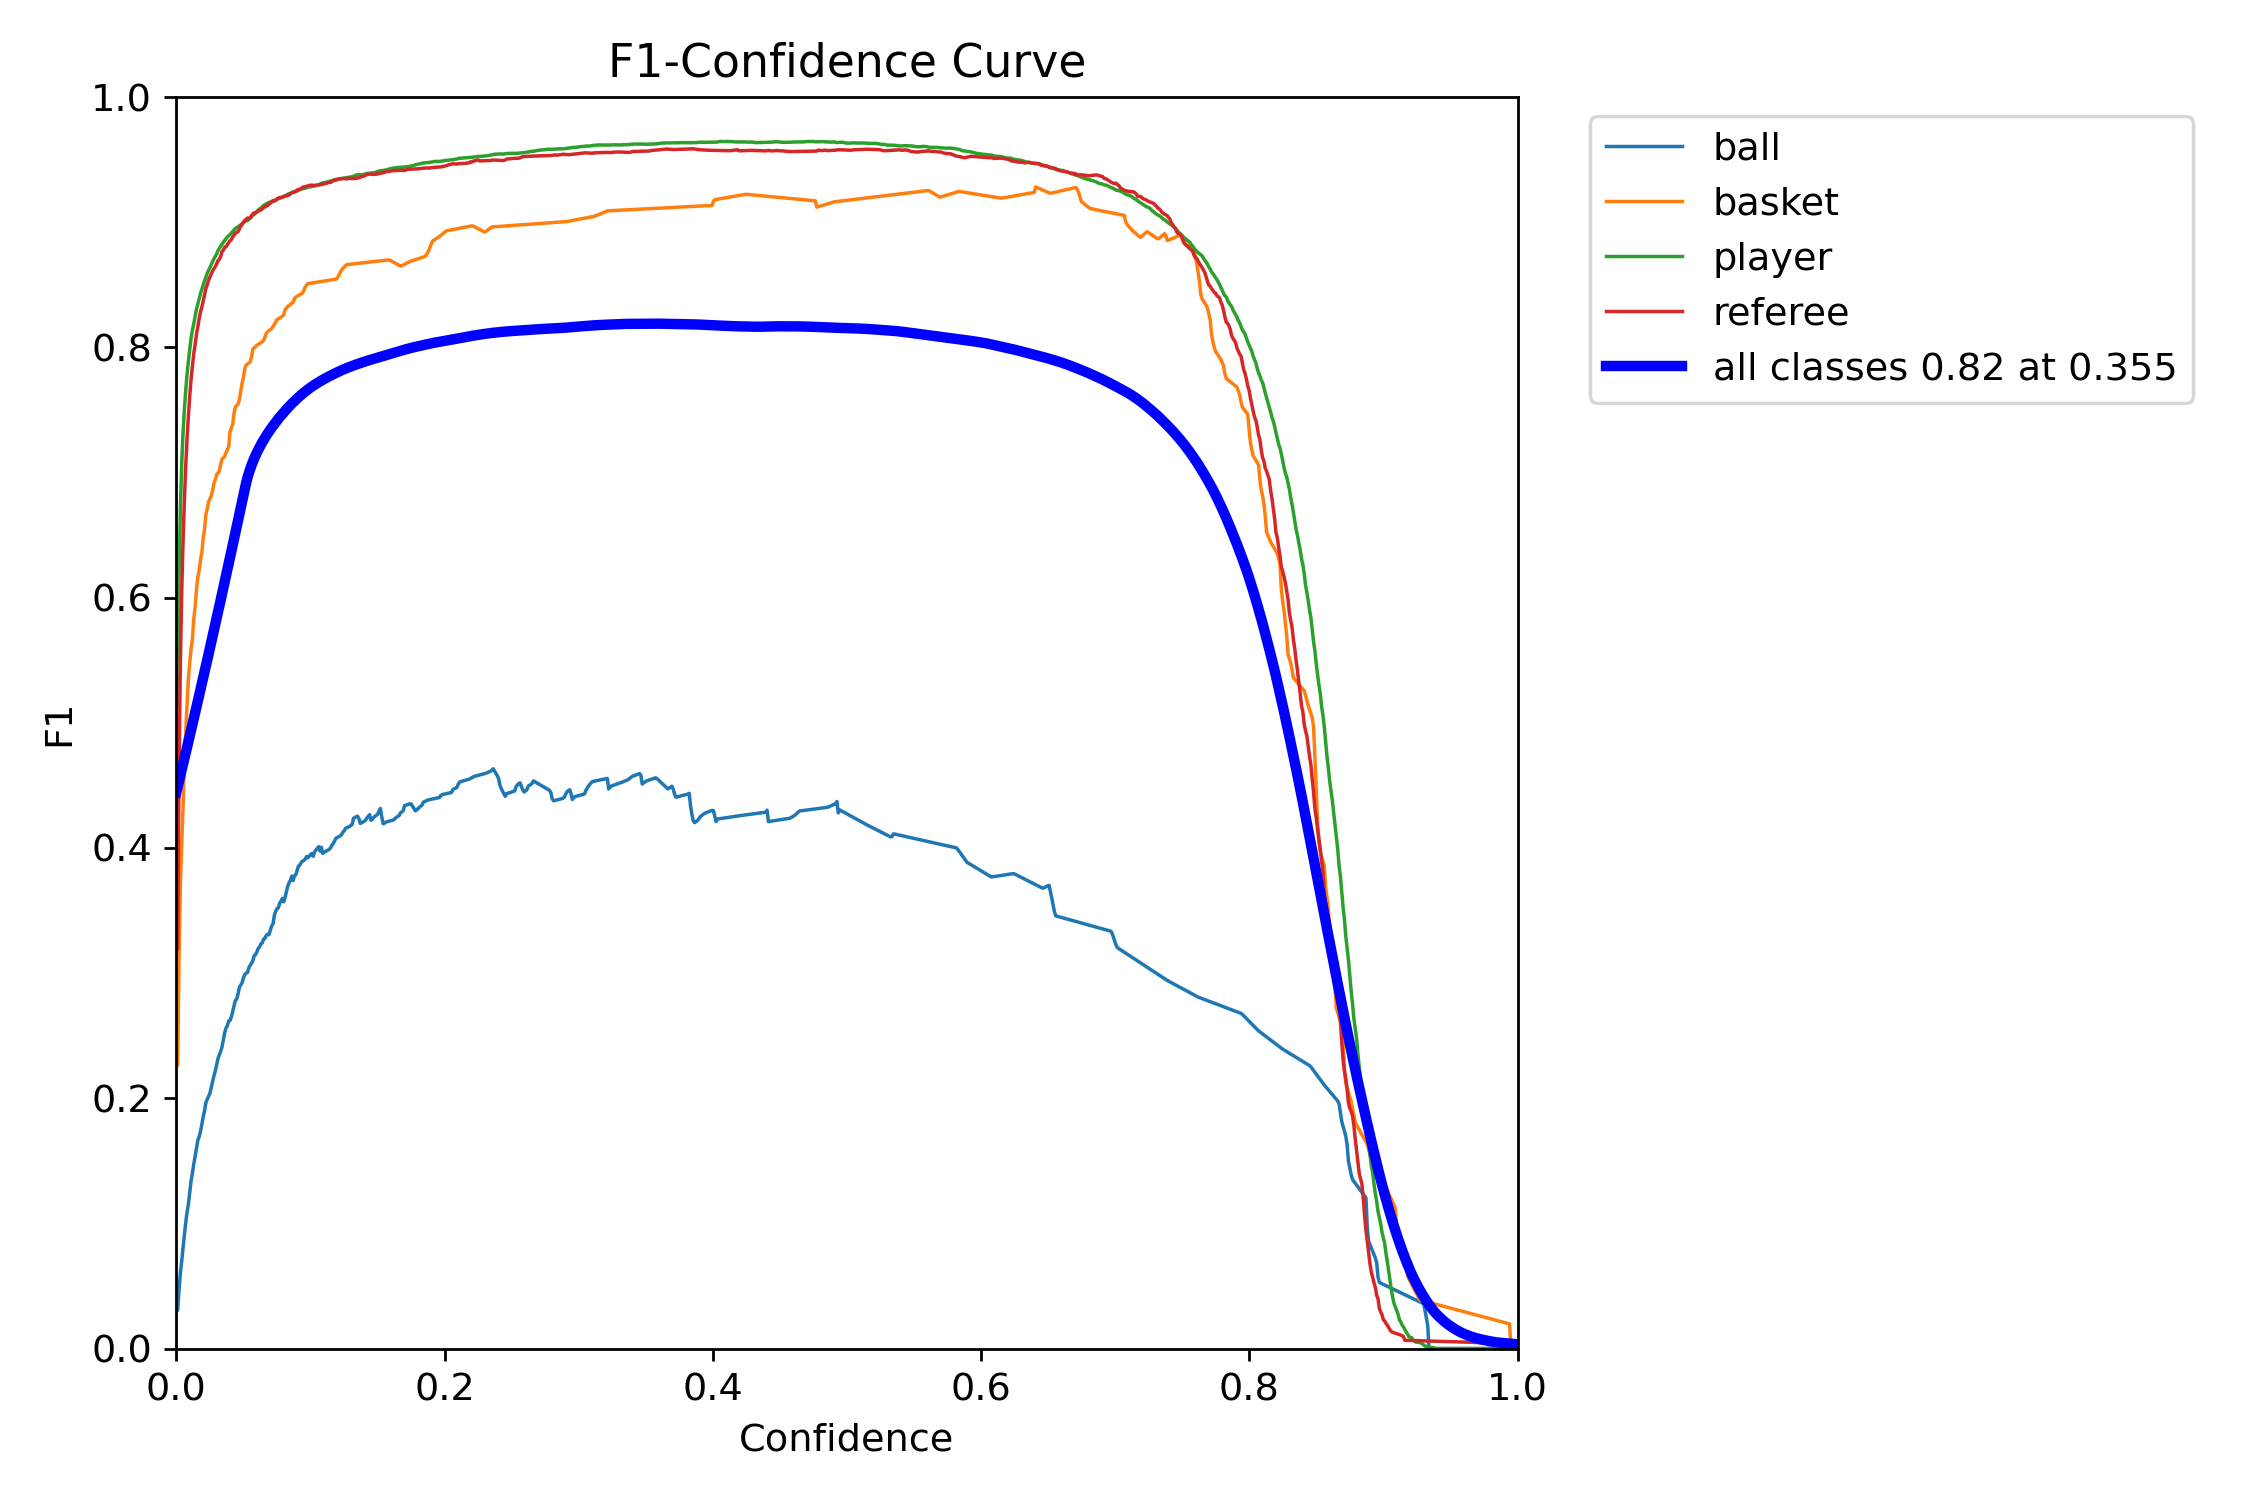 F1-Confidence Curve
1.0
0.8
0.6
0.4
0.2
0.0
F1
0.0 0.2 0.4 0.6 0.8 1.0
Confidence
ball
basket
player
referee
all classes 0.82 at 0.355